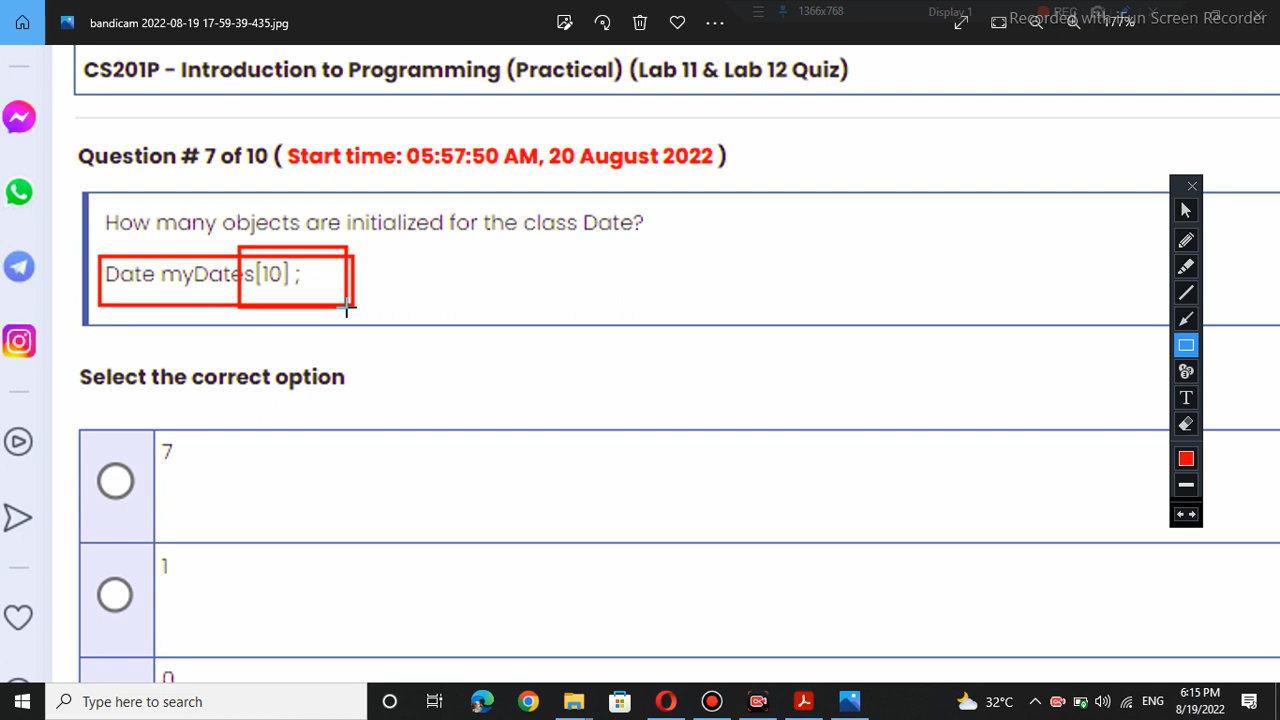 bandicam 2022-08-19 17-59-39-435.jpg
1366x768
Display 1
REC
177%
Recorded with iFun Screen Recorder
CS201P - Introduction to Programming (Practical) (Lab 11 & Lab 12 Quiz)
Question # 7 of 10 ( Start time: 05:57:50 AM, 20 August 2022 )
How many objects are initialized for the class Date?
Date myDates[10] ;
Select the correct option
7
1
0
T
Type here to search
32°C
ENG
6:15 PM
8/19/2022